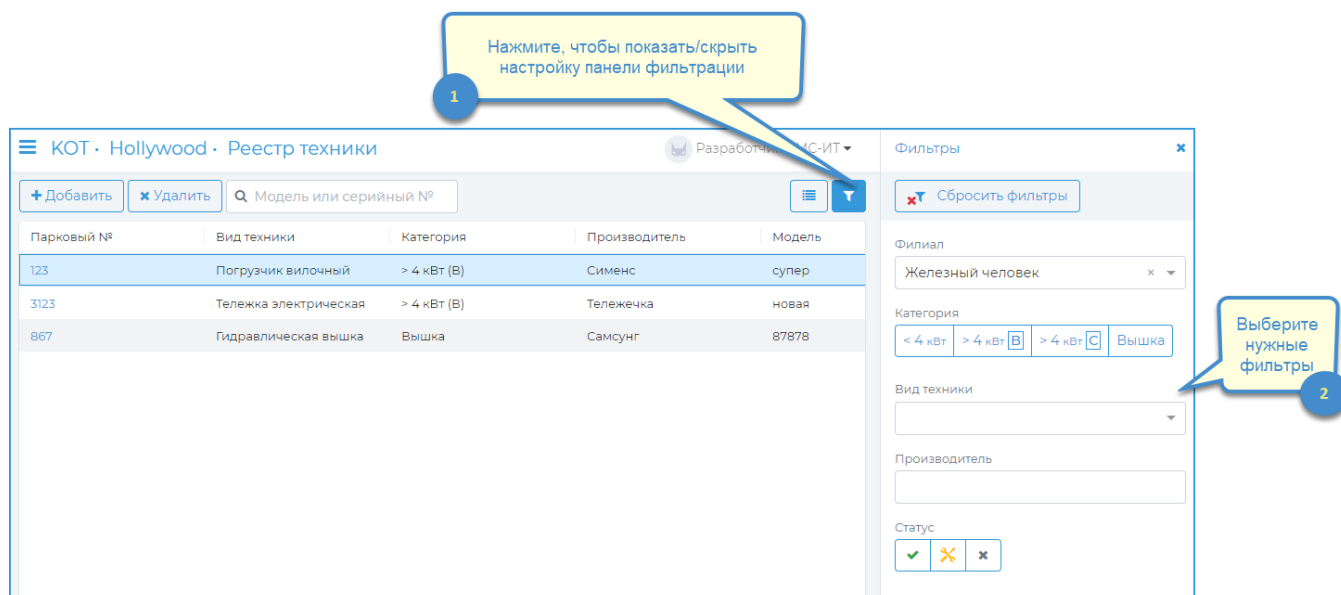 Нажмите, чтобы показать/скрыть
настройку панели фильтрации
1
КОТ · Hollywood · Реестр техники
МС-ИТ
Фильтры
Добавить
Удалить
Модель или серийный №
Сбросить фильтры
Парковый № Вид техники Категория Производитель Модель
123 Погрузчик вилочный > 4 кВт (B) Сименс супер
3123 Тележка электрическая > 4 кВт (B) Тележечка новая
867 Гидравлическая вышка Вышка Самсунг 87878
Филиал
Железный человек
Категория
< 4 кВт > 4 кВт B > 4 кВт C Вышка
Вид техники
Производитель
Статус
Выберите
нужные
фильтры
2